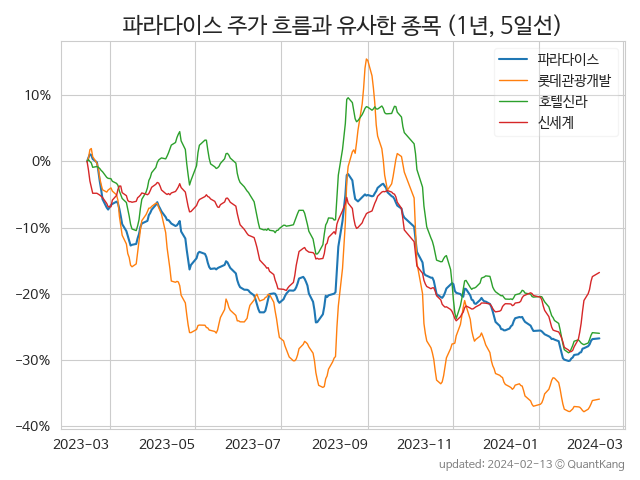 파라다이스 주가 흐름과 유사한 종목 (1년, 5일선)
파라다이스
롯데관광개발
호텔신라
신세계
10%
0%
−10%
−20%
−30%
−40%
2023-03 2023-05 2023-07 2023-09 2023-11 2024-01 2024-03
updated: 2024-02-13 © QuantKang